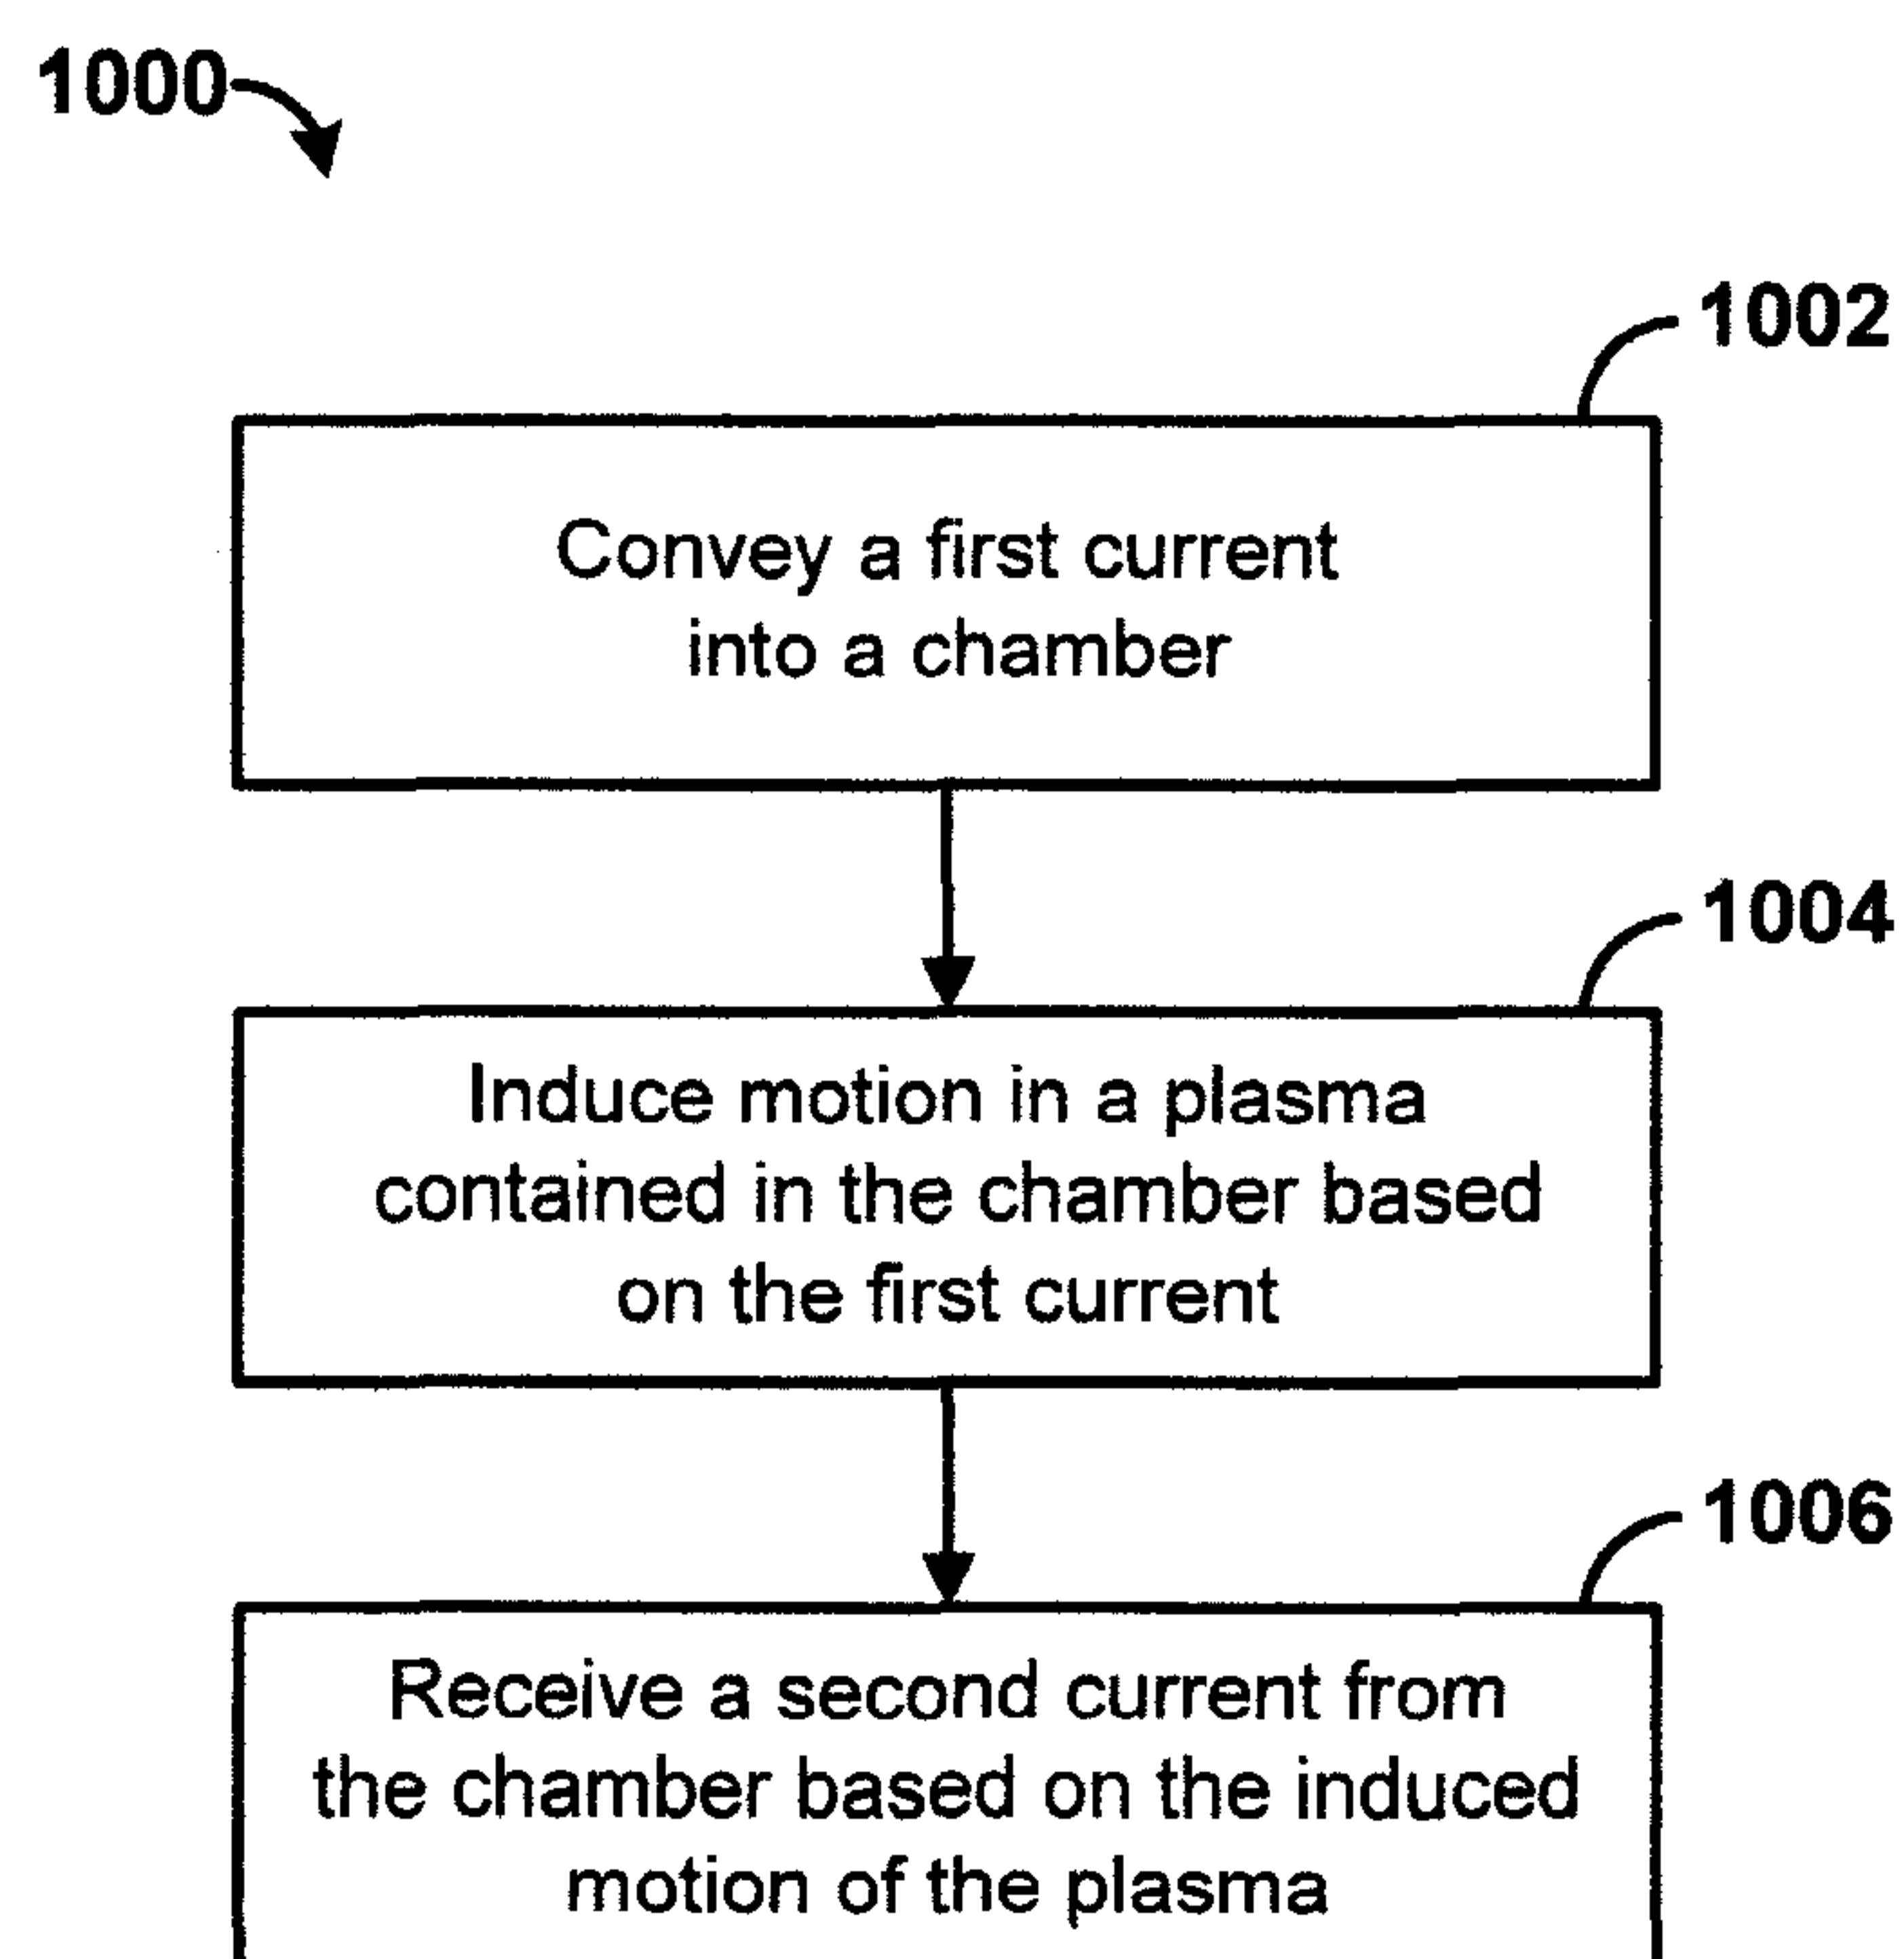 1000
1002
Convey a first current
into a chamber
1004
Induce motion in a plasma
contained in the chamber based
on the first current
1006
Receive a second current from
the chamber based on the induced
motion of the plasma